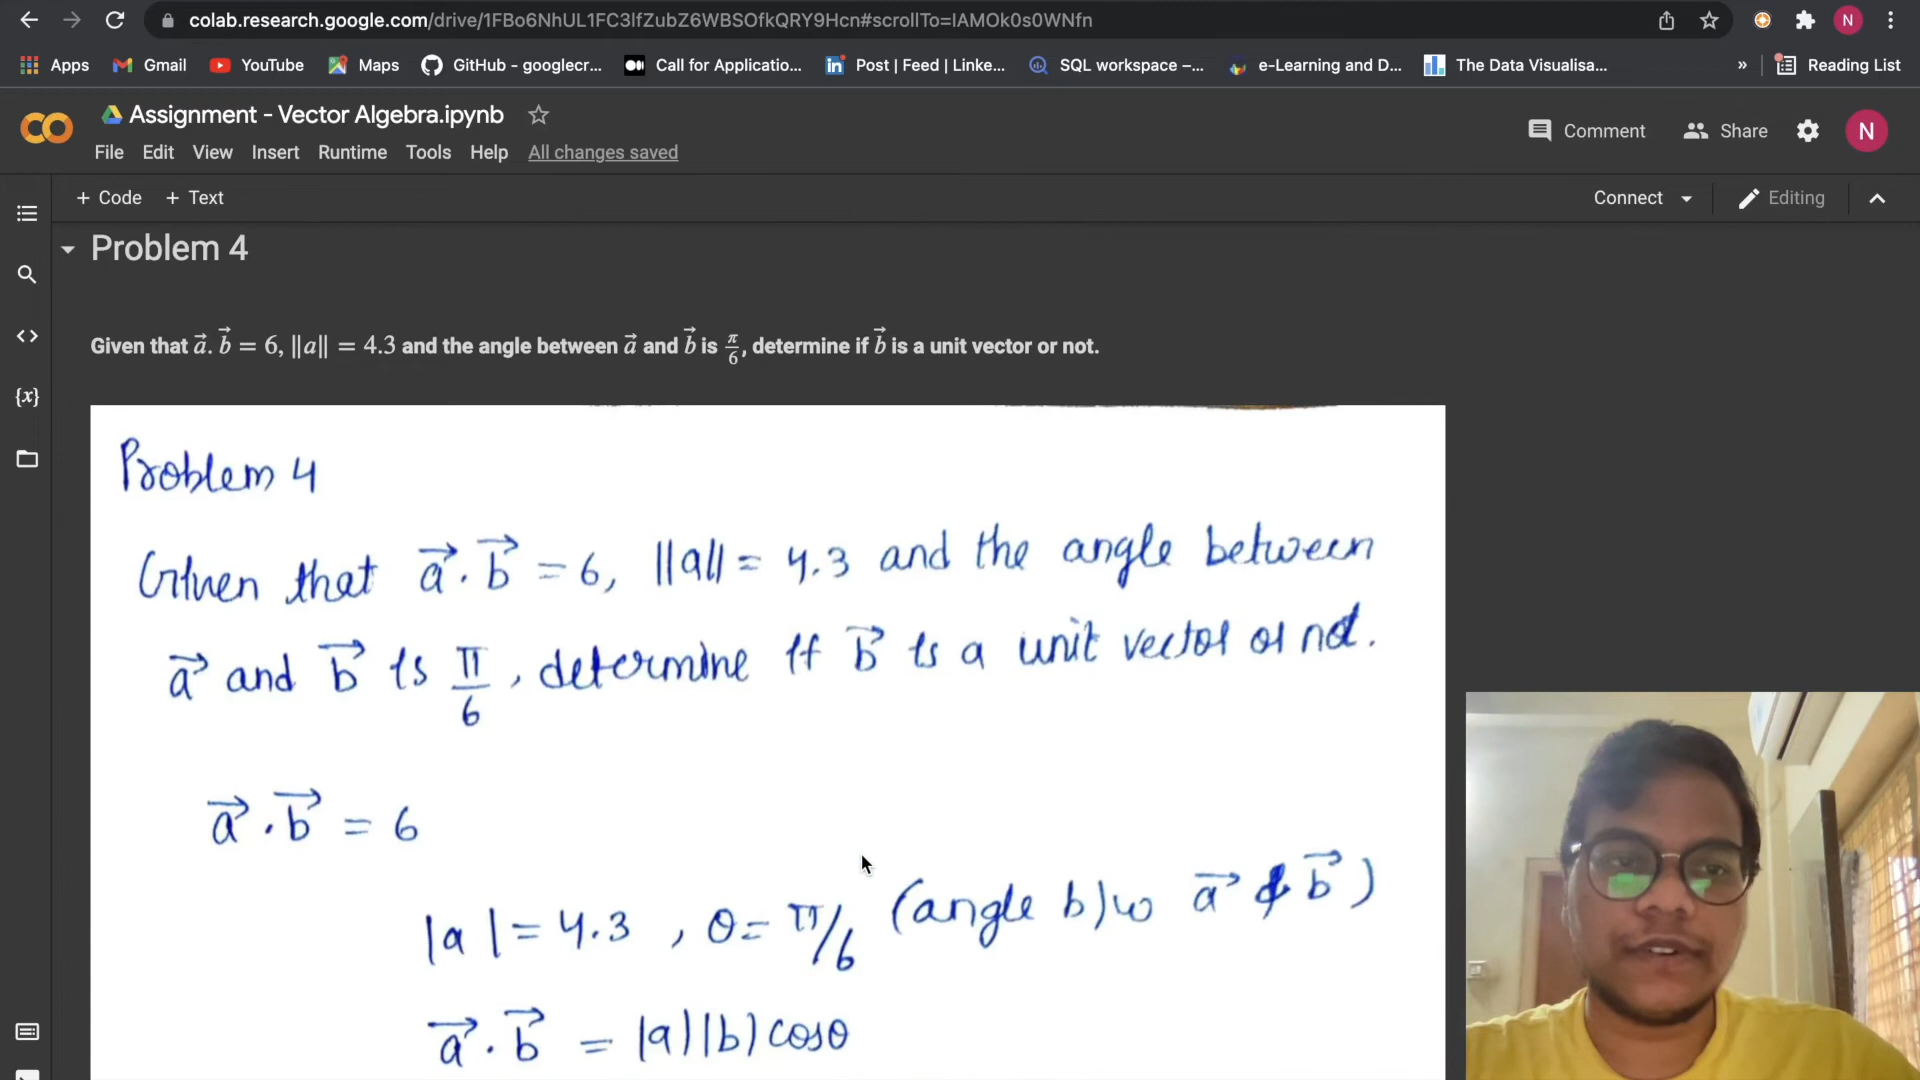 colab.research.google.com/drive/1FBo6NhUL1FC3lfZubZ6WBSOfkQRY9Hcn#scrollTo=IAMOk0s0WNfn
N
Apps Gmail YouTube Maps GitHub - googlecr... Call for Applicatio... Post | Feed | Linke... SQL workspace –... e-Learning and D... The Data Visualisa... » Reading List
Assignment - Vector Algebra.ipynb
File Edit View Insert Runtime Tools Help All changes saved
Comment Share N
+ Code + Text Connect Editing
Problem 4
{x}
Given that a⃗. b⃗ = 6, ||a|| = 4.3 and the angle between a⃗ and b⃗ is π/6, determine if b⃗ is a unit vector or not.
Problem 4
Given that a⃗ . b⃗ = 6, ||a|| = 4.3 and the angle between
a⃗ and b⃗ is π/6, determine if b⃗ is a unit vector or not.
a⃗ . b⃗ = 6
|a| = 4.3 , θ = π/6 (angle b/w a⃗ & b⃗)
a⃗ . b⃗ = |a||b| cosθ